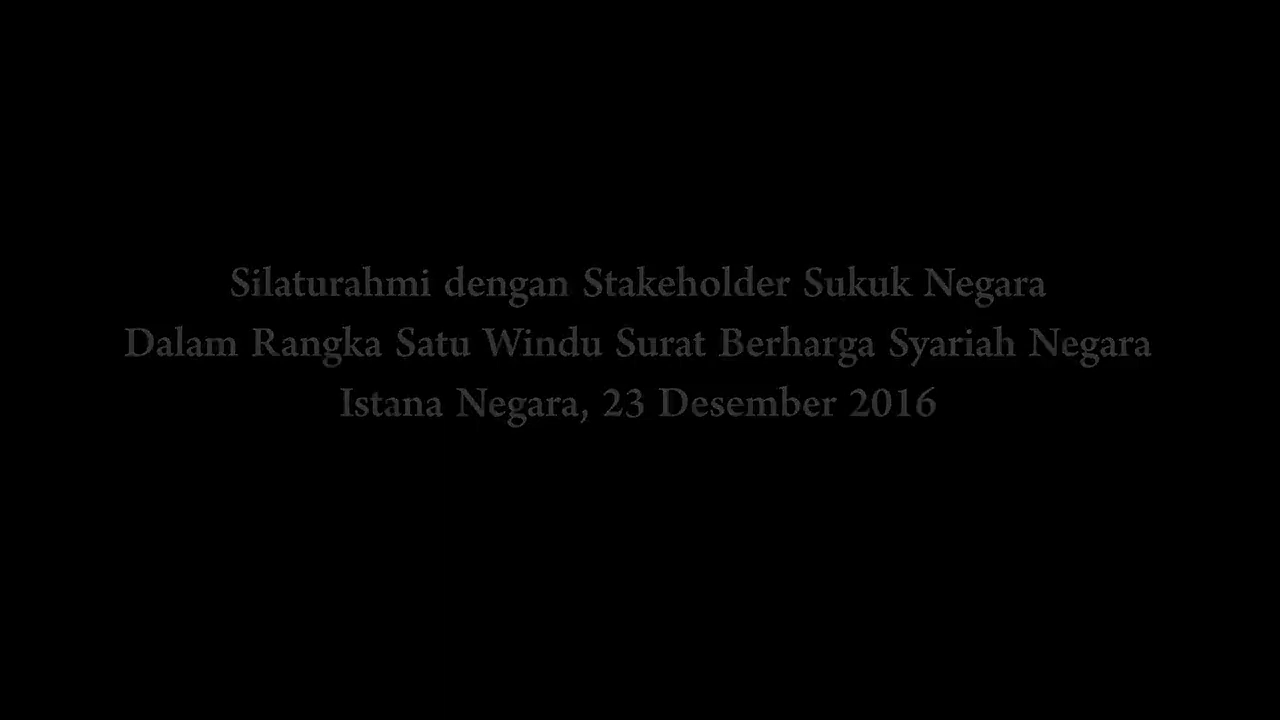 Silaturahmi dengan Stakeholder Sukuk Negara
Dalam Rangka Satu Windu Surat Berharga Syariah Negara
Istana Negara, 23 Desember 2016